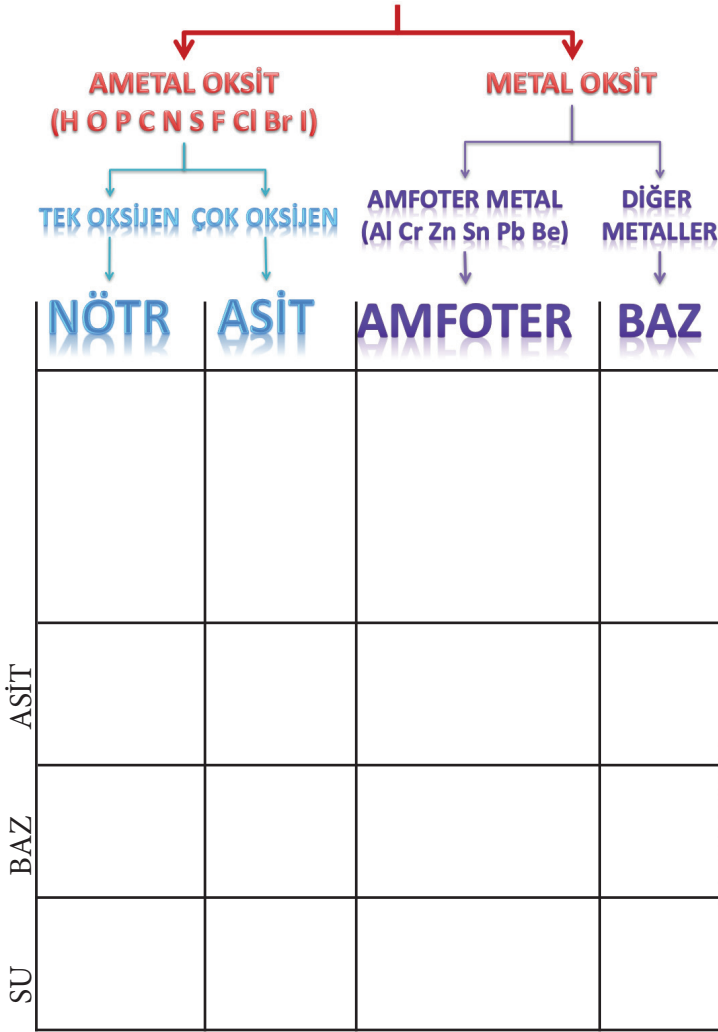 AMETAL OKSİT
(H O P C N S F Cl Br I)
METAL OKSİT
TEK OKSİJEN
ÇOK OKSİJEN
AMFOTER METAL
(Al Cr Zn Sn Pb Be)
DİĞER
METALLER
NÖTR
ASİT
AMFOTER
BAZ
ASİT
BAZ
SU